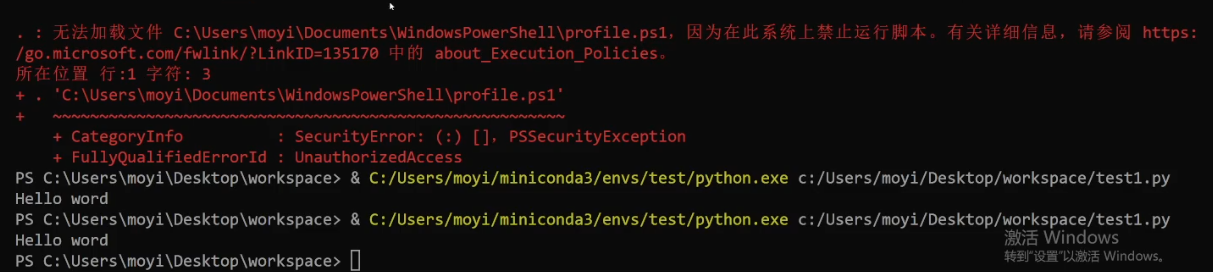 . : 无法加载文件 C:\Users\moyi\Documents\WindowsPowerShell\profile.ps1，因为在此系统上禁止运行脚本。有关详细信息，请参阅 https:
/go.microsoft.com/fwlink/?LinkID=135170 中的 about_Execution_Policies。
所在位置 行:1 字符: 3
+ . 'C:\Users\moyi\Documents\WindowsPowerShell\profile.ps1'
+   ~~~~~~~~~~~~~~~~~~~~~~~~~~~~~~~~~~~~~~~~~~~~~~~~~~~~~~~
    + CategoryInfo          : SecurityError: (:) []，PSSecurityException
    + FullyQualifiedErrorId : UnauthorizedAccess
PS C:\Users\moyi\Desktop\workspace> & C:/Users/moyi/miniconda3/envs/test/python.exe c:/Users/moyi/Desktop/workspace/test1.py
Hello word
PS C:\Users\moyi\Desktop\workspace> & C:/Users/moyi/miniconda3/envs/test/python.exe c:/Users/moyi/Desktop/workspace/test1.py
Hello word
PS C:\Users\moyi\Desktop\workspace>
激活 Windows
转到"设置"以激活 Windows。